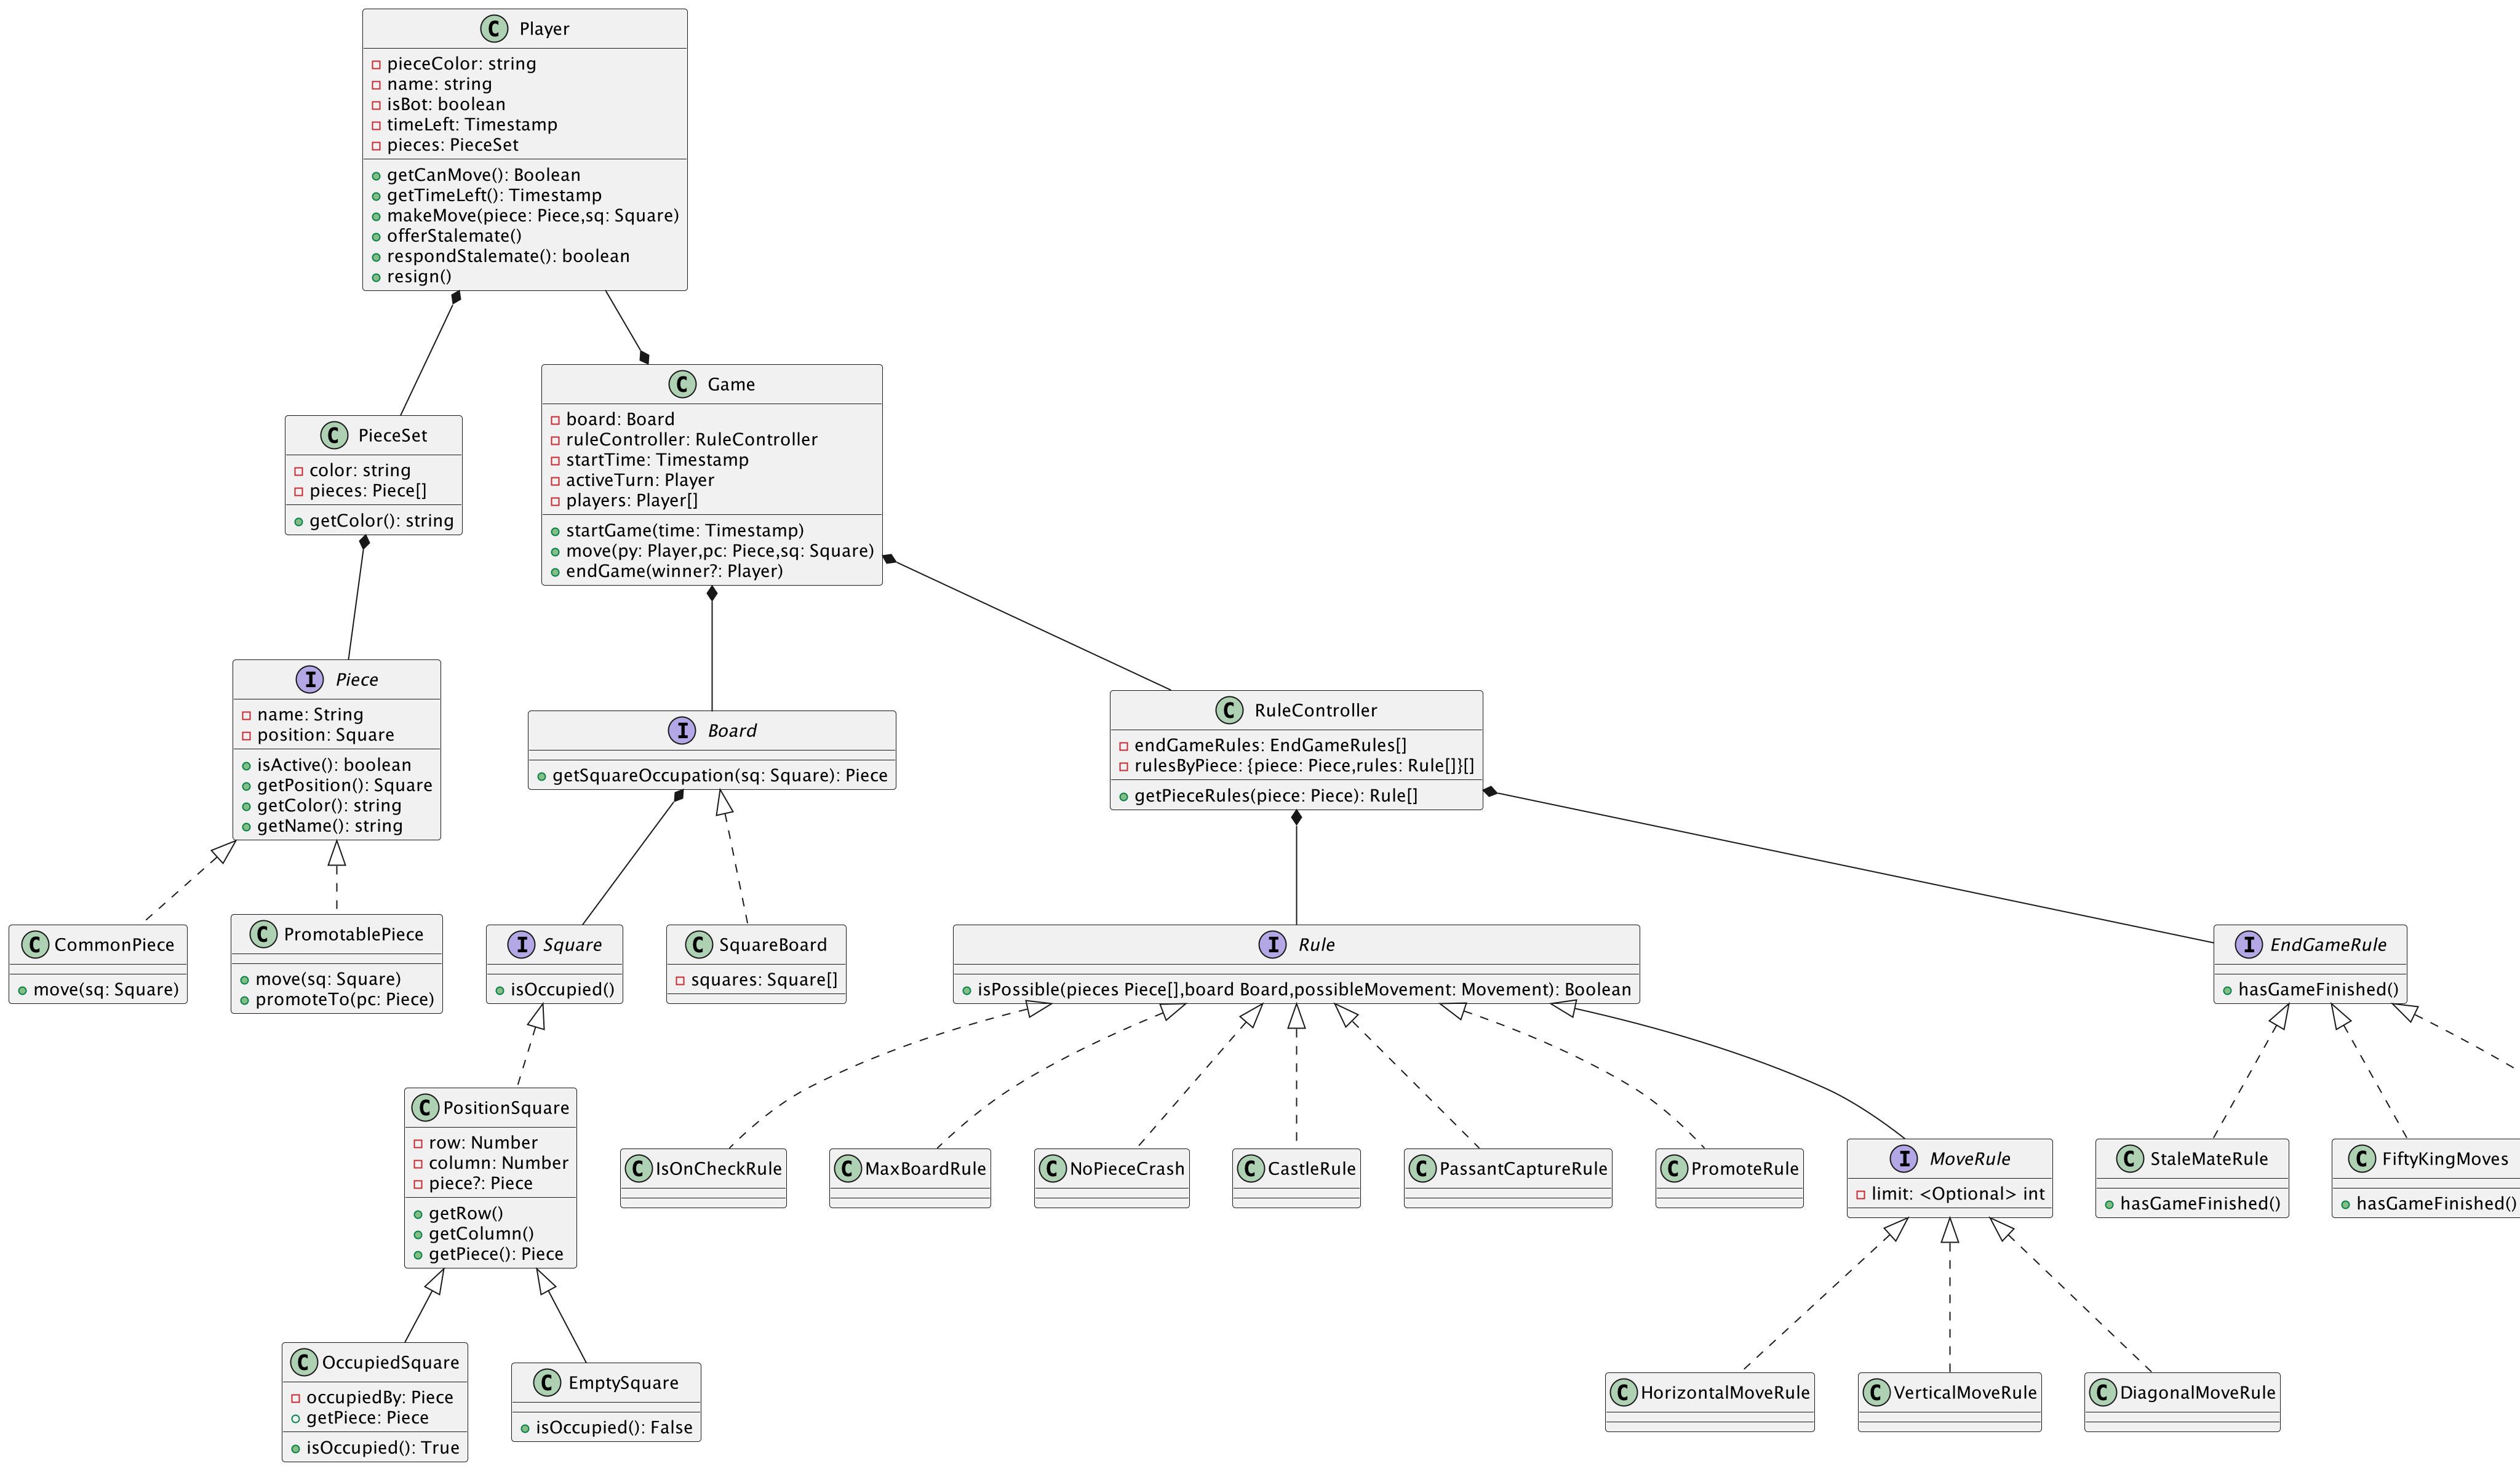 C Player
pieceColor: string
name: string
isBot: boolean
timeLeft: Timestamp
pieces: PieceSet
getCanMove(): Boolean
getTimeLeft(): Timestamp
makeMove(piece: Piece,sq: Square)
offerStalemate()
respondStalemate(): boolean
resign()
C Game
board: Board
ruleController: RuleController
startTime: Timestamp
activeTurn: Player
players: Player[]
startGame(time: Timestamp)
move(py: Player,pc: Piece,sq: Square)
endGame(winner?: Player)
C PieceSet
color: string
pieces: Piece[]
getColor(): string
I Piece
name: String
position: Square
isActive(): boolean
getPosition(): Square
getColor(): string
getName(): string
I Board
getSquareOccupation(sq: Square): Piece
C RuleController
endGameRules: EndGameRules[]
rulesByPiece: {piece: Piece,rules: Rule[]}[]
getPieceRules(piece: Piece): Rule[]
C CommonPiece
move(sq: Square)
C PromotablePiece
move(sq: Square)
promoteTo(pc: Piece)
I Square
isOccupied()
C SquareBoard
squares: Square[]
I Rule
isPossible(pieces Piece[],board Board,possibleMovement: Movement): Boolean
I EndGameRule
hasGameFinished()
C PositionSquare
row: Number
column: Number
piece?: Piece
getRow()
getColumn()
getPiece(): Piece
C IsOnCheckRule
C MaxBoardRule
C NoPieceCrash
C CastleRule
C PassantCaptureRule
C PromoteRule
I MoveRule
limit: <Optional> int
C StaleMateRule
hasGameFinished()
C FiftyKingMoves
hasGameFinished()
C OccupiedSquare
occupiedBy: Piece
getPiece: Piece
isOccupied(): True
C EmptySquare
isOccupied(): False
C HorizontalMoveRule
C VerticalMoveRule
C DiagonalMoveRule